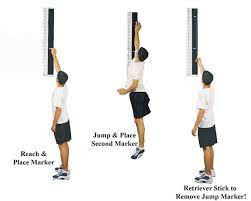 Reach &
Place Marker
Jump & Place
Second Marker
Retriever Stick to
Remove Jump Marker!